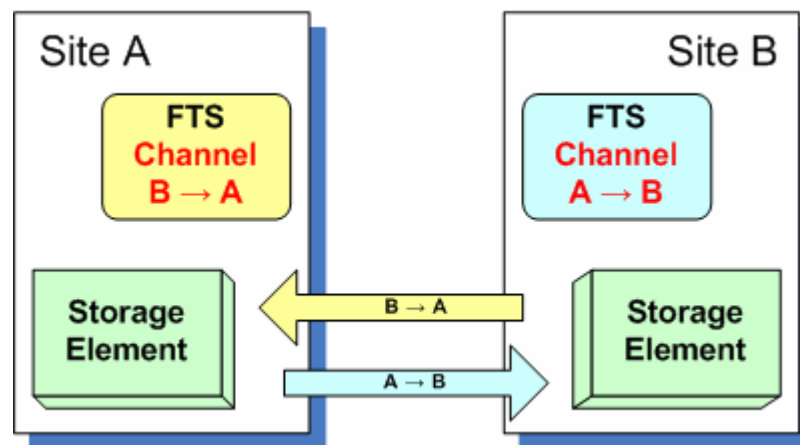 Site A
Site B
FTS
Channel
B → A
FTS
Channel
A → B
Storage
Element
B → A
A → B
Storage
Element